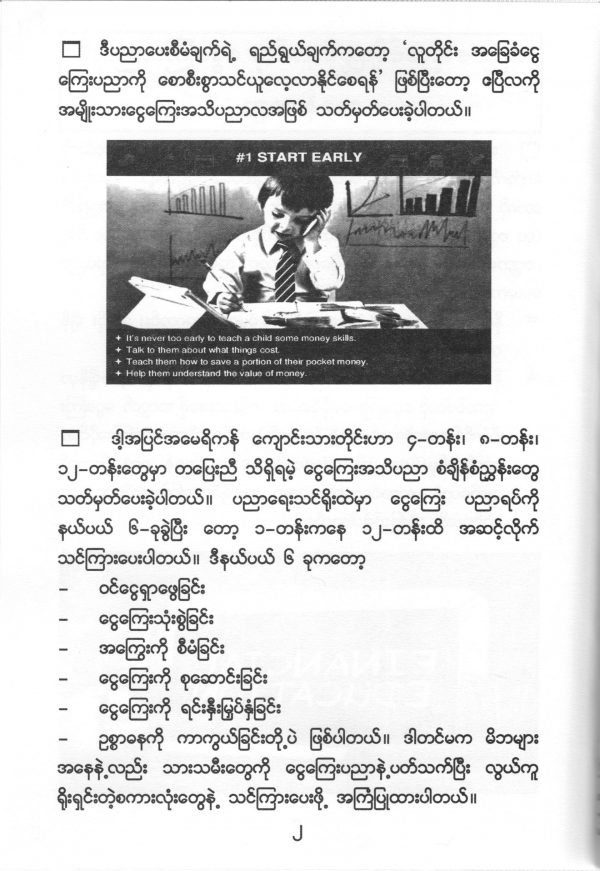 □ ဒီပညာပေးစီမံချက်ရဲ့ ရည်ရွယ်ချက်ကတော့ ‘လူတိုင်း အခြေခံငွေ
ကြေးပညာကို စောစီးစွာသင်ယူလေ့လာနိုင်စေရန်’ ဖြစ်ပြီးတော့ ဧပြီလကို
အမျိုးသားငွေကြေးအသိပညာလအဖြစ် သတ်မှတ်ပေးခဲ့ပါတယ်။
#1 START EARLY
+ It's never too early to teach a child some money skills.
+ Talk to them about what things cost.
+ Teach them how to save a portion of their pocket money.
+ Help them understand the value of money.
□ ဒါ့အပြင်အမေရိကန် ကျောင်းသားတိုင်းဟာ ၄-တန်း၊ ၈-တန်း၊
၁၂-တန်းတွေမှာ တပြေးညီ သိရှိရမဲ့ ငွေကြေးအသိပညာ စံချိန်စံညွှန်းတွေ
သတ်မှတ်ပေးခဲ့ပါတယ်။ ပညာရေးသင်ရိုးထဲမှာ ငွေကြေး ပညာရပ်ကို
နယ်ပယ် ၆-ခုခွဲပြီး တော့ ၁-တန်းကနေ ၁၂-တန်းထိ အဆင့်လိုက်
သင်ကြားပေးပါတယ်။ ဒီနယ်ပယ် ၆ ခုကတော့
– ဝင်ငွေရှာဖွေခြင်း
– ငွေကြေးသုံးစွဲခြင်း
– အကြွေးကို စီမံခြင်း
– ငွေကြေးကို စုဆောင်းခြင်း
– ငွေကြေးကို ရင်းနှီးမြှုပ်နှံခြင်း
– ဥစ္စာဓနကို ကာကွယ်ခြင်းတို့ပဲ ဖြစ်ပါတယ်။ ဒါတင်မက မိဘများ
အနေနဲ့လည်း သားသမီးတွေကို ငွေကြေးပညာနဲ့ပတ်သက်ပြီး လွယ်ကူ
ရိုးရှင်းတဲ့စကားလုံးတွေနဲ့ သင်ကြားပေးဖို့ အကြံပြုထားပါတယ်။
၂